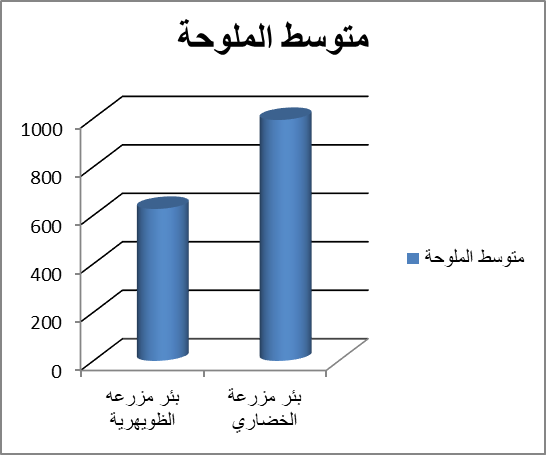 متوسط الملوحة
1000
800
600
400
200
0
متوسط الملوحة
بئر مزرعه
الظويهرية
بئر مزرعة
الخضاري